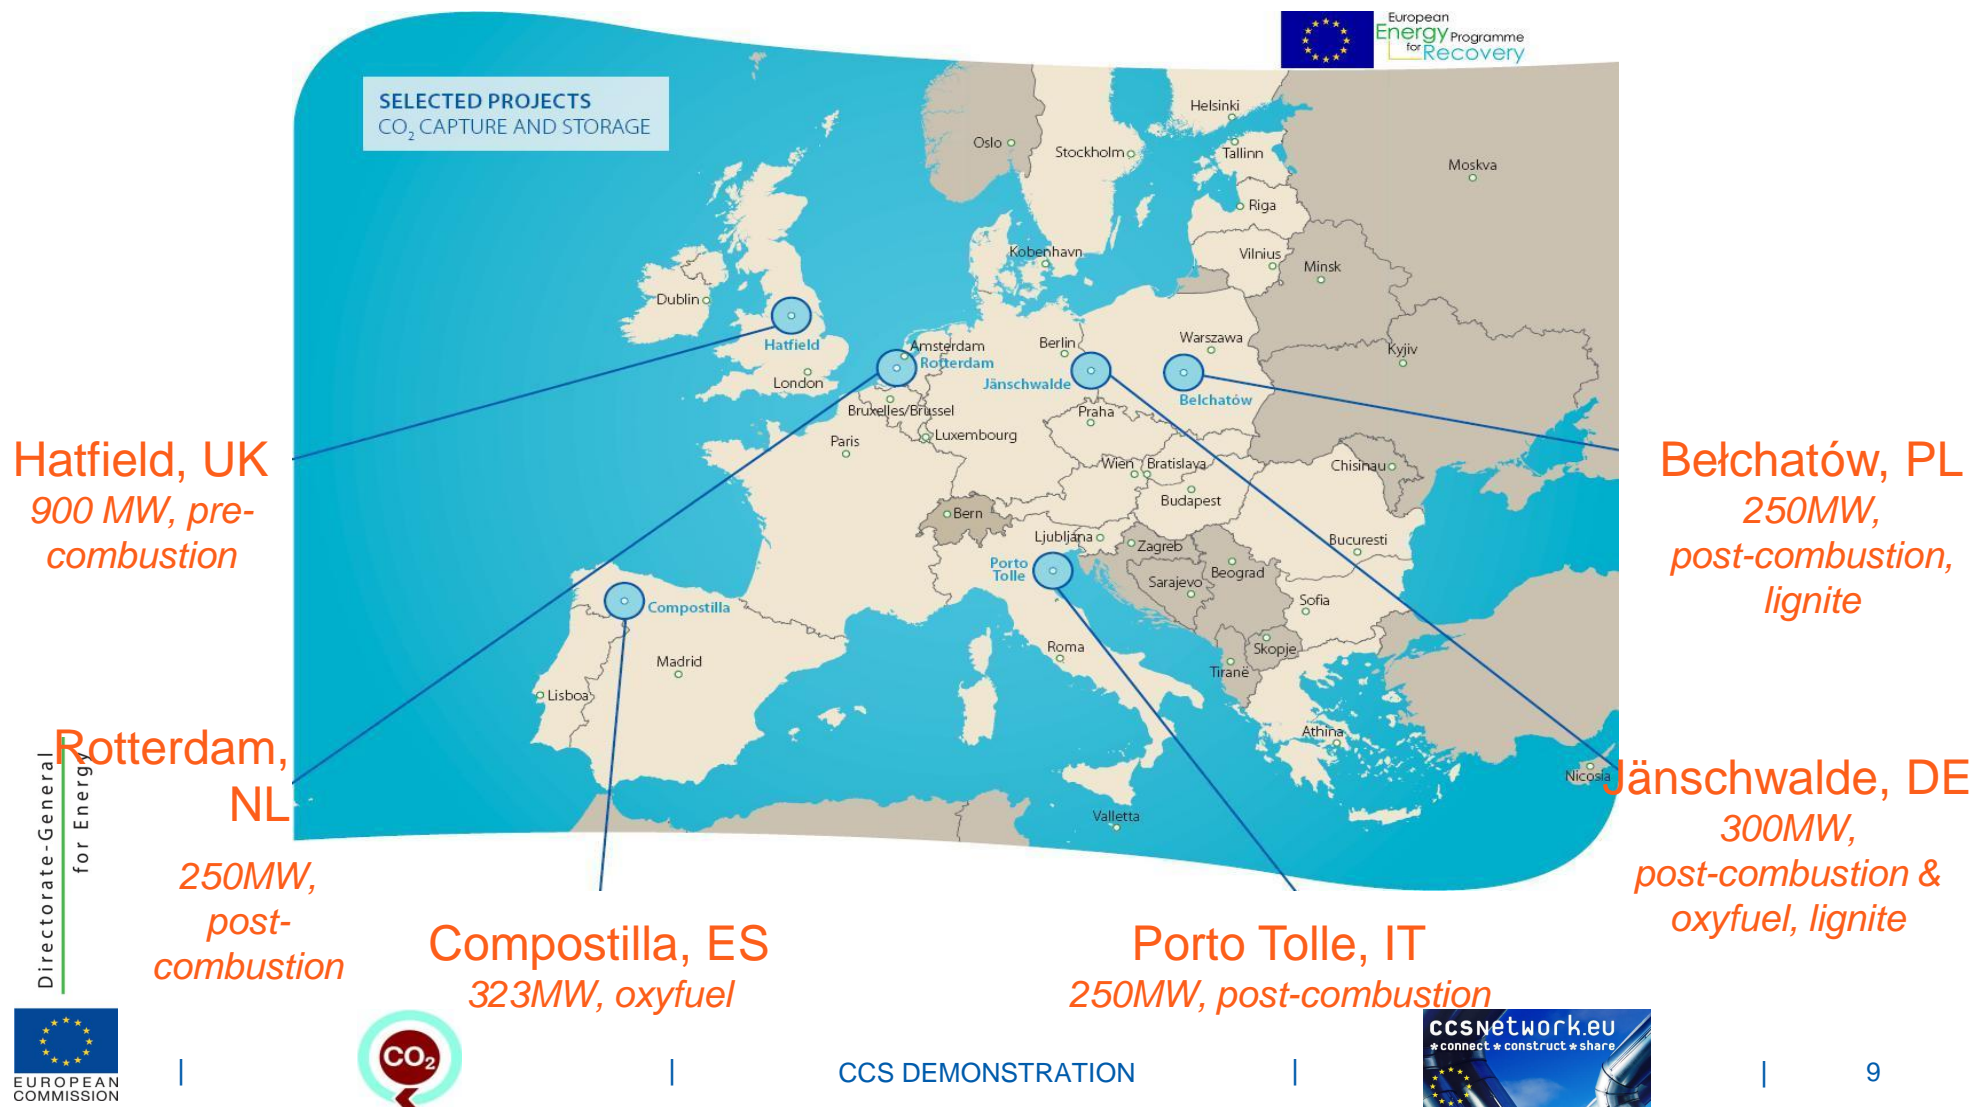 European
Energy Programme
for Recovery
SELECTED PROJECTS
CO₂ CAPTURE AND STORAGE
Helsinki
Oslo
Stockholm
Tallinn
Moskva
Riga
Kobenhavn
Vilnius
Minsk
Dublin
Hatfield
Amsterdam
Rotterdam
Berlin
Warszawa
Kyjiv
London
Jänschwalde
Belchatów
Bruxelles/Brussel
Praha
Paris
Luxembourg
Wien
Bratislava
Chisinau
Budapest
Bern
Ljubljana
Zagreb
Bucuresti
Porto
Tolle
Beograd
Sarajevo
Compostilla
Sofia
Madrid
Roma
Skopje
Tiranë
Lisboa
Athina
Nicosia
Valletta
Hatfield, UK
900 MW, pre-
combustion
Bełchatów, PL
250MW,
post-combustion,
lignite
Rotterdam,
NL
250MW,
post-
combustion
Jänschwalde, DE
300MW,
post-combustion &
oxyfuel, lignite
Compostilla, ES
323MW, oxyfuel
Porto Tolle, IT
250MW, post-combustion
Directorate-General
for Energy
EUROPEAN
COMMISSION
|
CO₂
|
CCS DEMONSTRATION
|
ccsnetwork.eu
*connect*construct*share
|
9